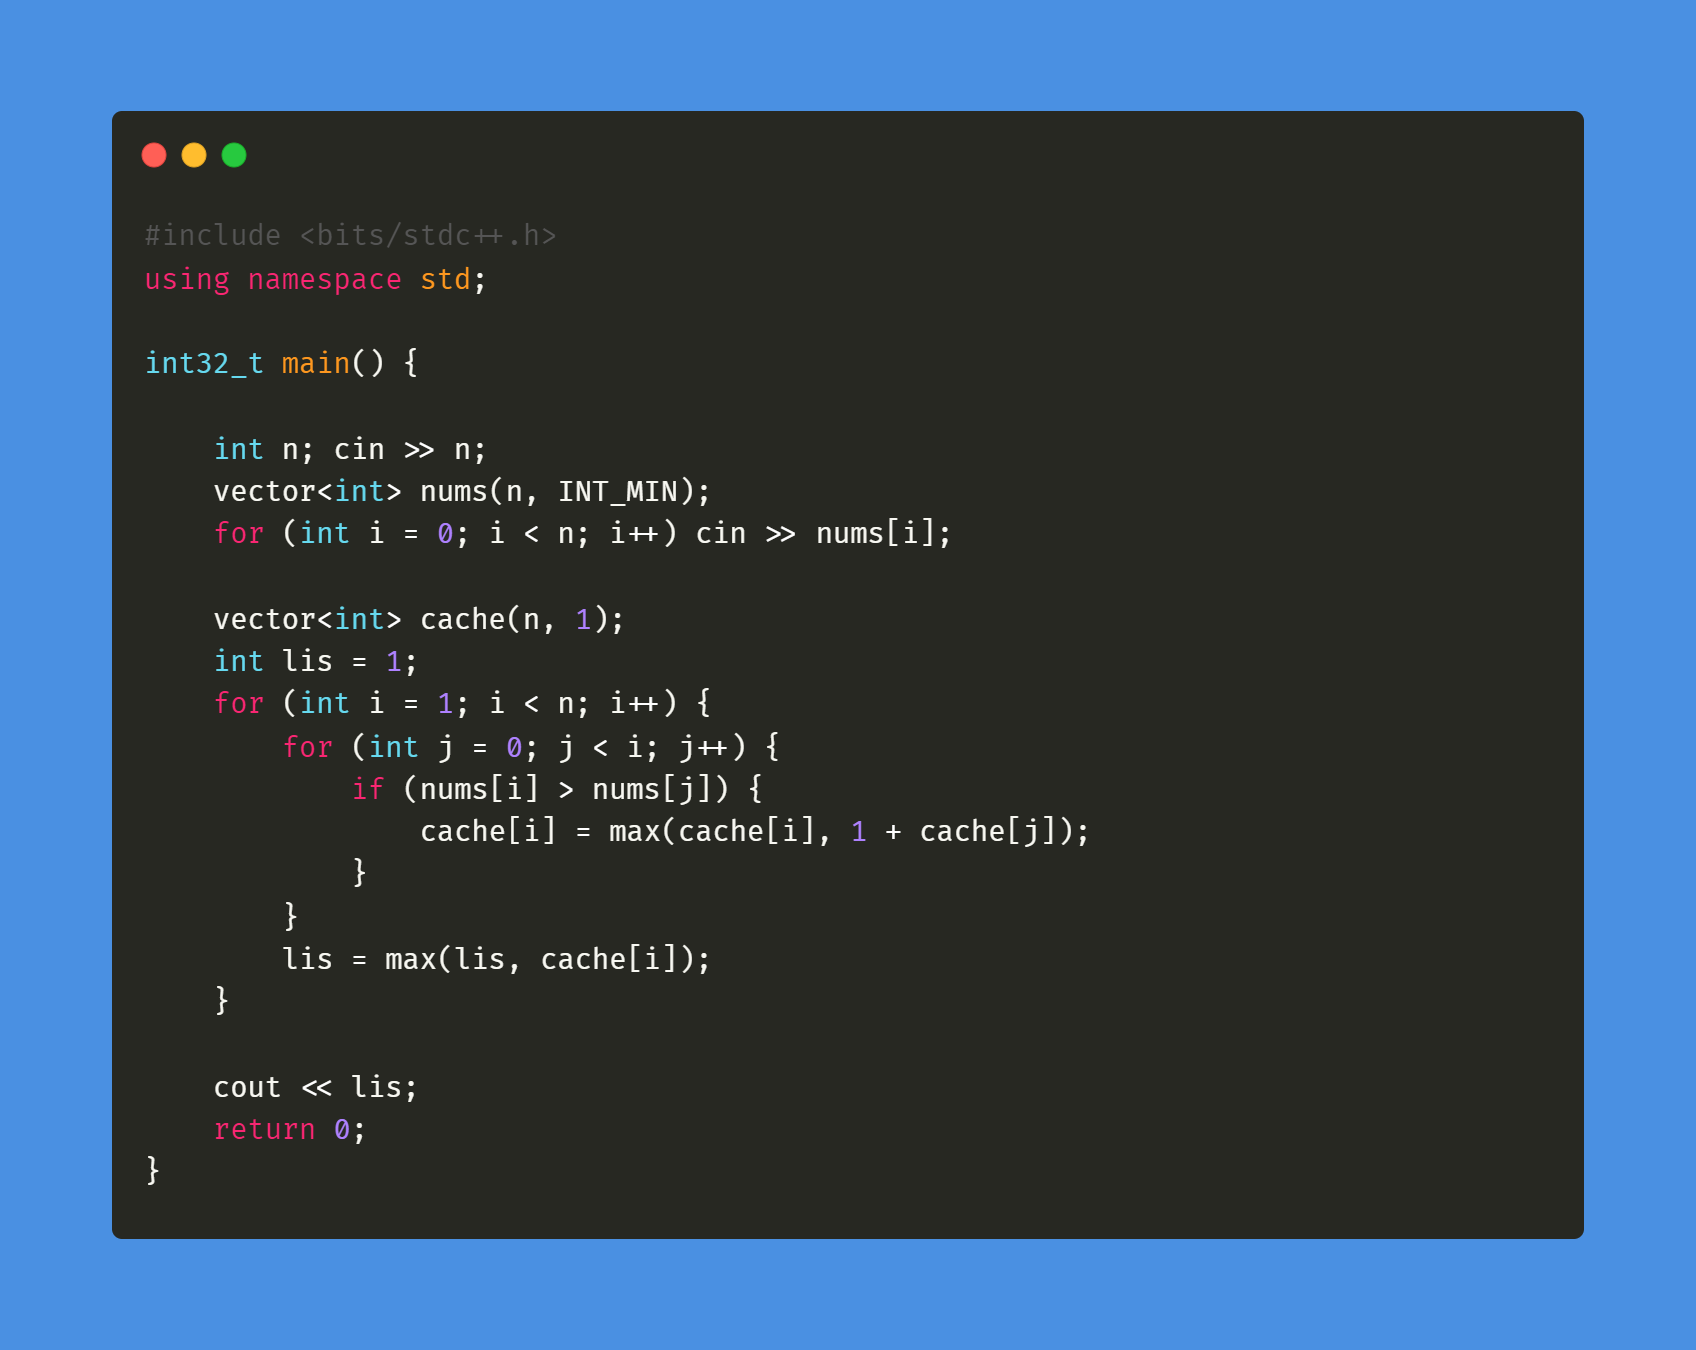 #include <bits/stdc++.h>
using namespace std;
int32_t main() {
    int n; cin >> n;
    vector<int> nums(n, INT_MIN);
    for (int i = 0; i < n; i++) cin >> nums[i];
    vector<int> cache(n, 1);
    int lis = 1;
    for (int i = 1; i < n; i++) {
        for (int j = 0; j < i; j++) {
            if (nums[i] > nums[j]) {
                cache[i] = max(cache[i], 1 + cache[j]);
            }
        }
        lis = max(lis, cache[i]);
    }
    cout << lis;
    return 0;
}